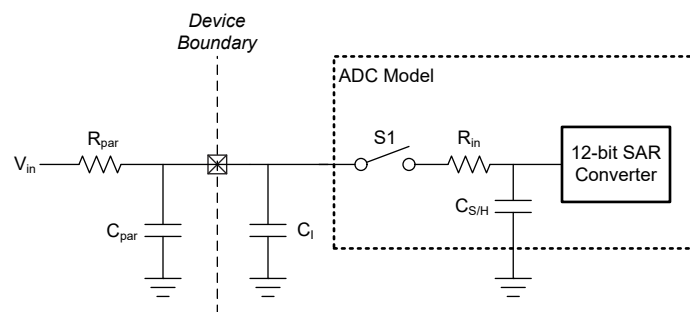 Device
Boundary
ADC Model
R_par
S1
R_in
V_in
12-bit SAR
Converter
C_par
C_I
C_S/H